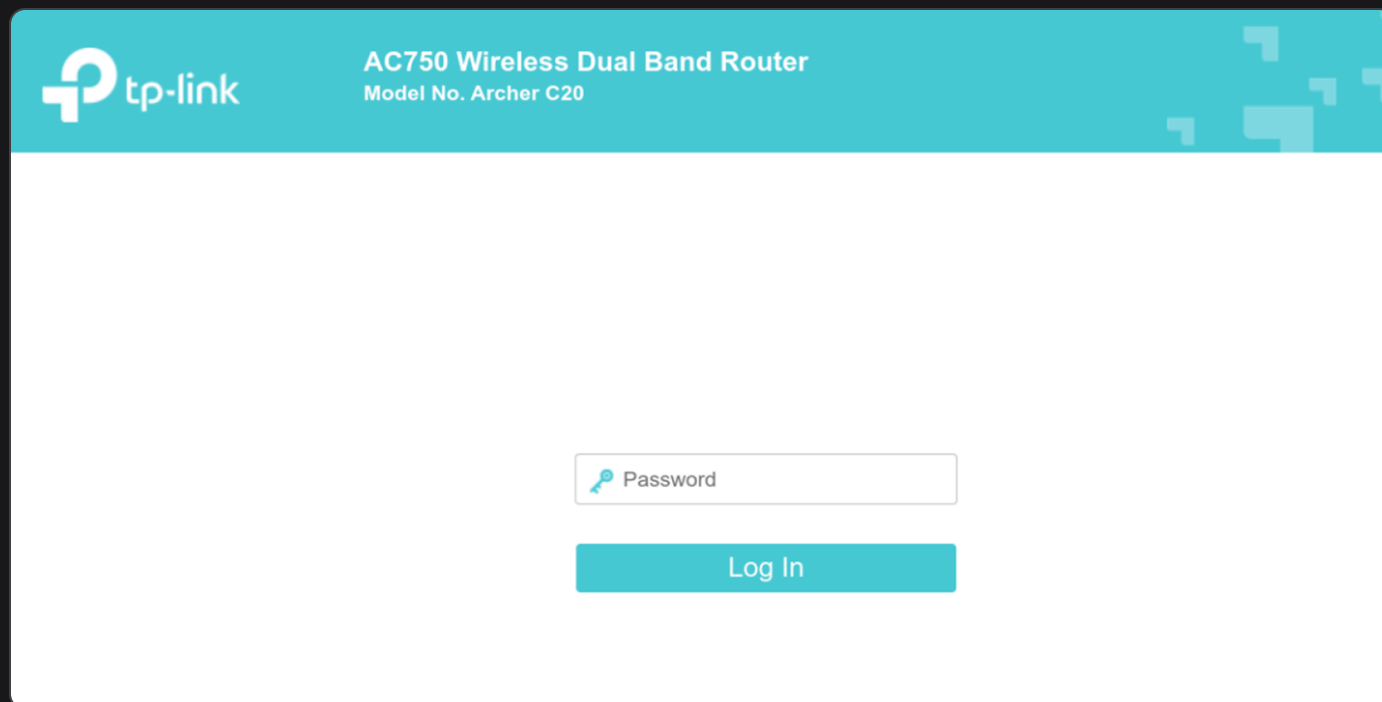 tp-link
AC750 Wireless Dual Band Router
Model No. Archer C20
Password
Log In